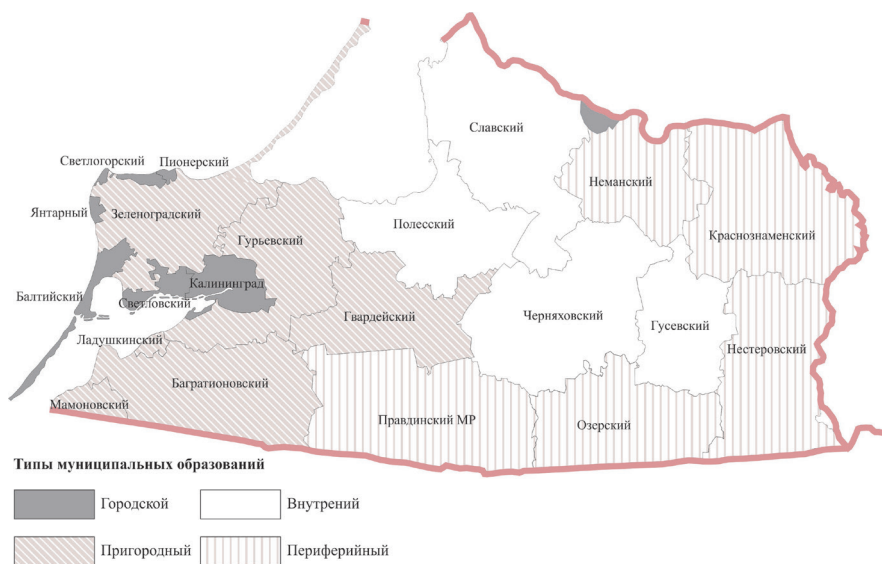 Славский
Светлогорский
Пионерский
Неманский
Янтарный
Зеленоградский
Полесский
Гурьевский
Краснознаменский
Калининград
Балтийский
Светловский
Гвардейский
Черняховский
Гусевский
Ладушкинский
Нестеровский
Багратионовский
Мамоновский
Правдинский МР
Озерский
Типы муниципальных образований
Городской
Внутрений
Пригородный
Периферийный